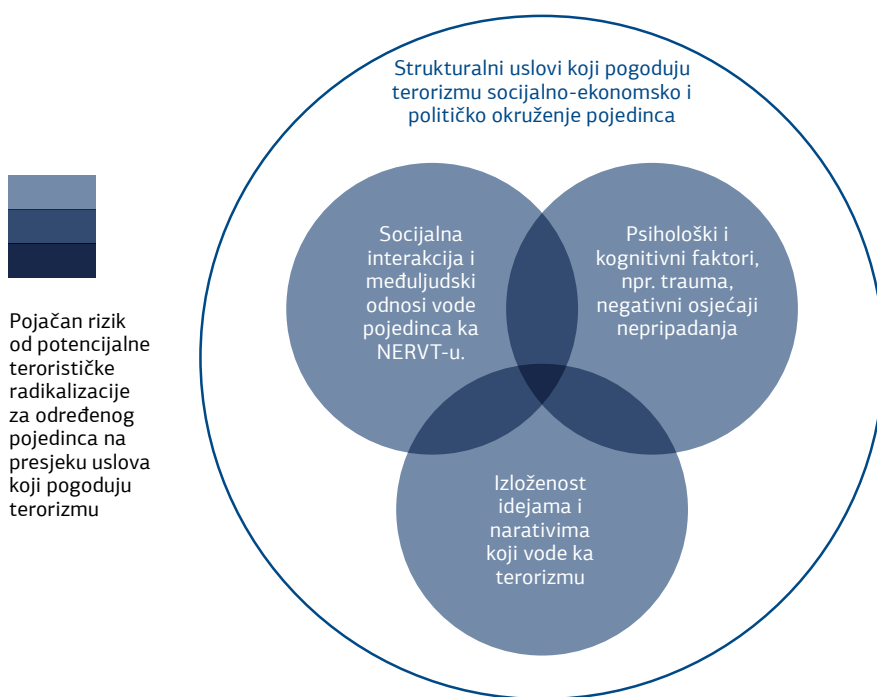 Strukturalni uslovi koji pogoduju
terorizmu socijalno-ekonomsko i
političko okruženje pojedinca
Socijalna
interakcija i
međuljudski
odnosi vode
pojedinca ka
NERVT-u.
Psihološki i
kognitivni faktori,
npr. trauma,
negativni osjećaji
nepripadanja
Izloženost
idejama i
narativima
koji vode ka
terorizmu
Pojačan rizik
od potencijalne
terorističke
radikalizacije
za određenog
pojedinca na
presjeku uslova
koji pogoduju
terorizmu